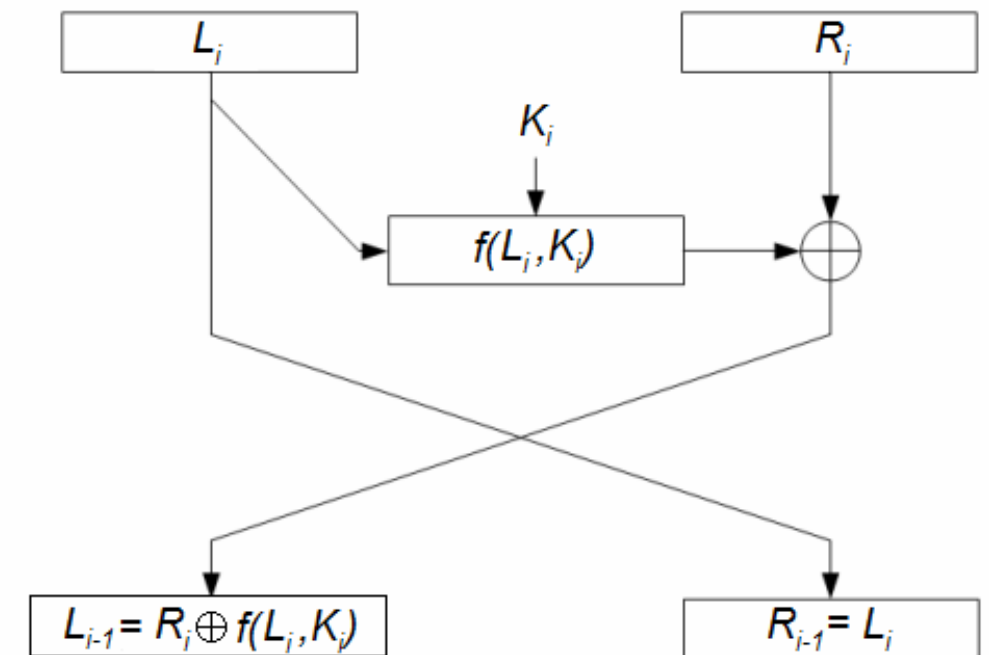 L_i
R_i
K_i
f(L_i,K_i)
L_{i-1} = R_i ⊕ f(L_i,K_i)
R_{i-1} = L_i